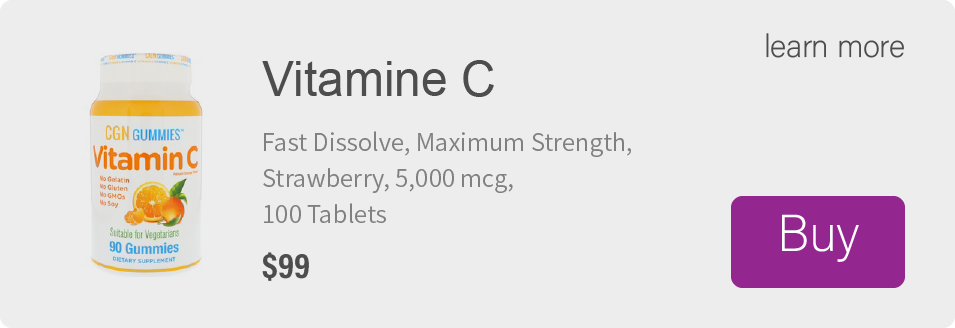 learn more
Vitamine C
Fast Dissolve, Maximum Strength,
Strawberry, 5,000 mcg,
100 Tablets
$99
Buy
CGN GUMMIES™
Vitamin C
No Gelatin
No Gluten
No GMOs
No Soy
Suitable for Vegetarians
90 Gummies
DIETARY SUPPLEMENT